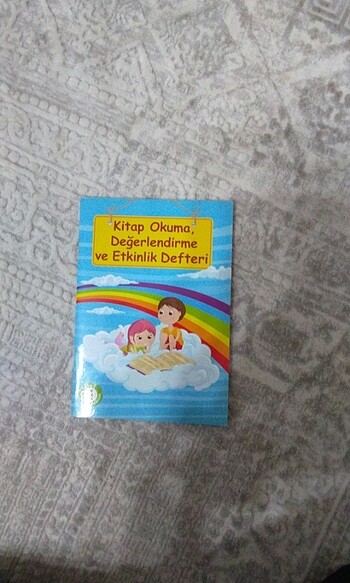 Kitap Okuma,
Değerlendirme
ve Etkinlik Defteri